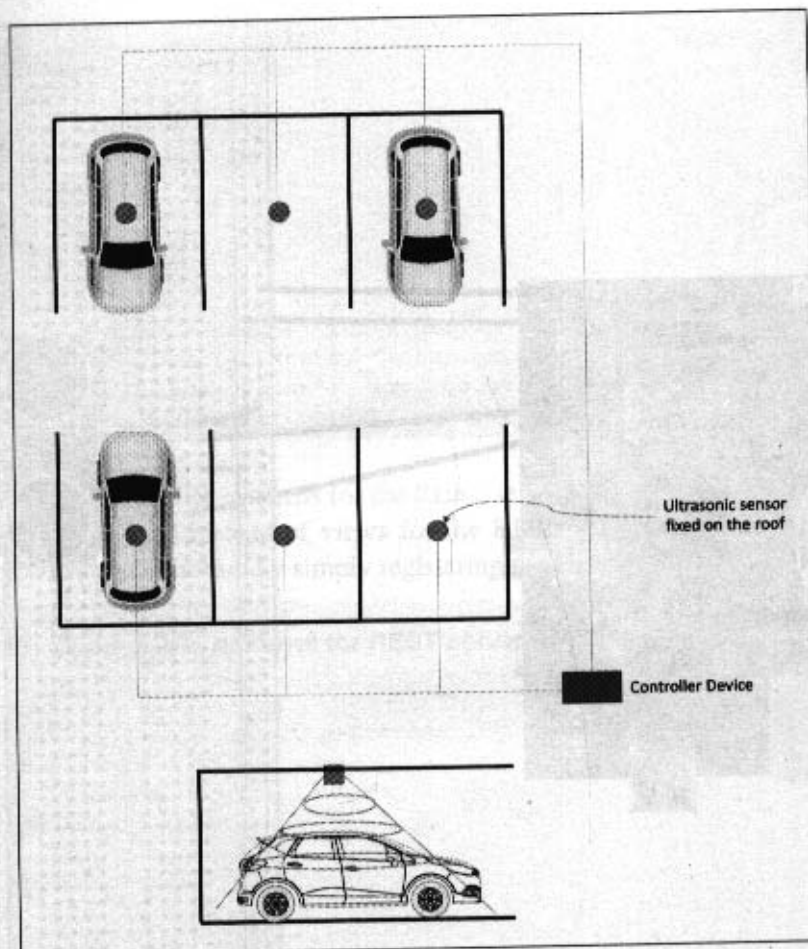 Ultrasonic sensor
fixed on the roof
Controller Device